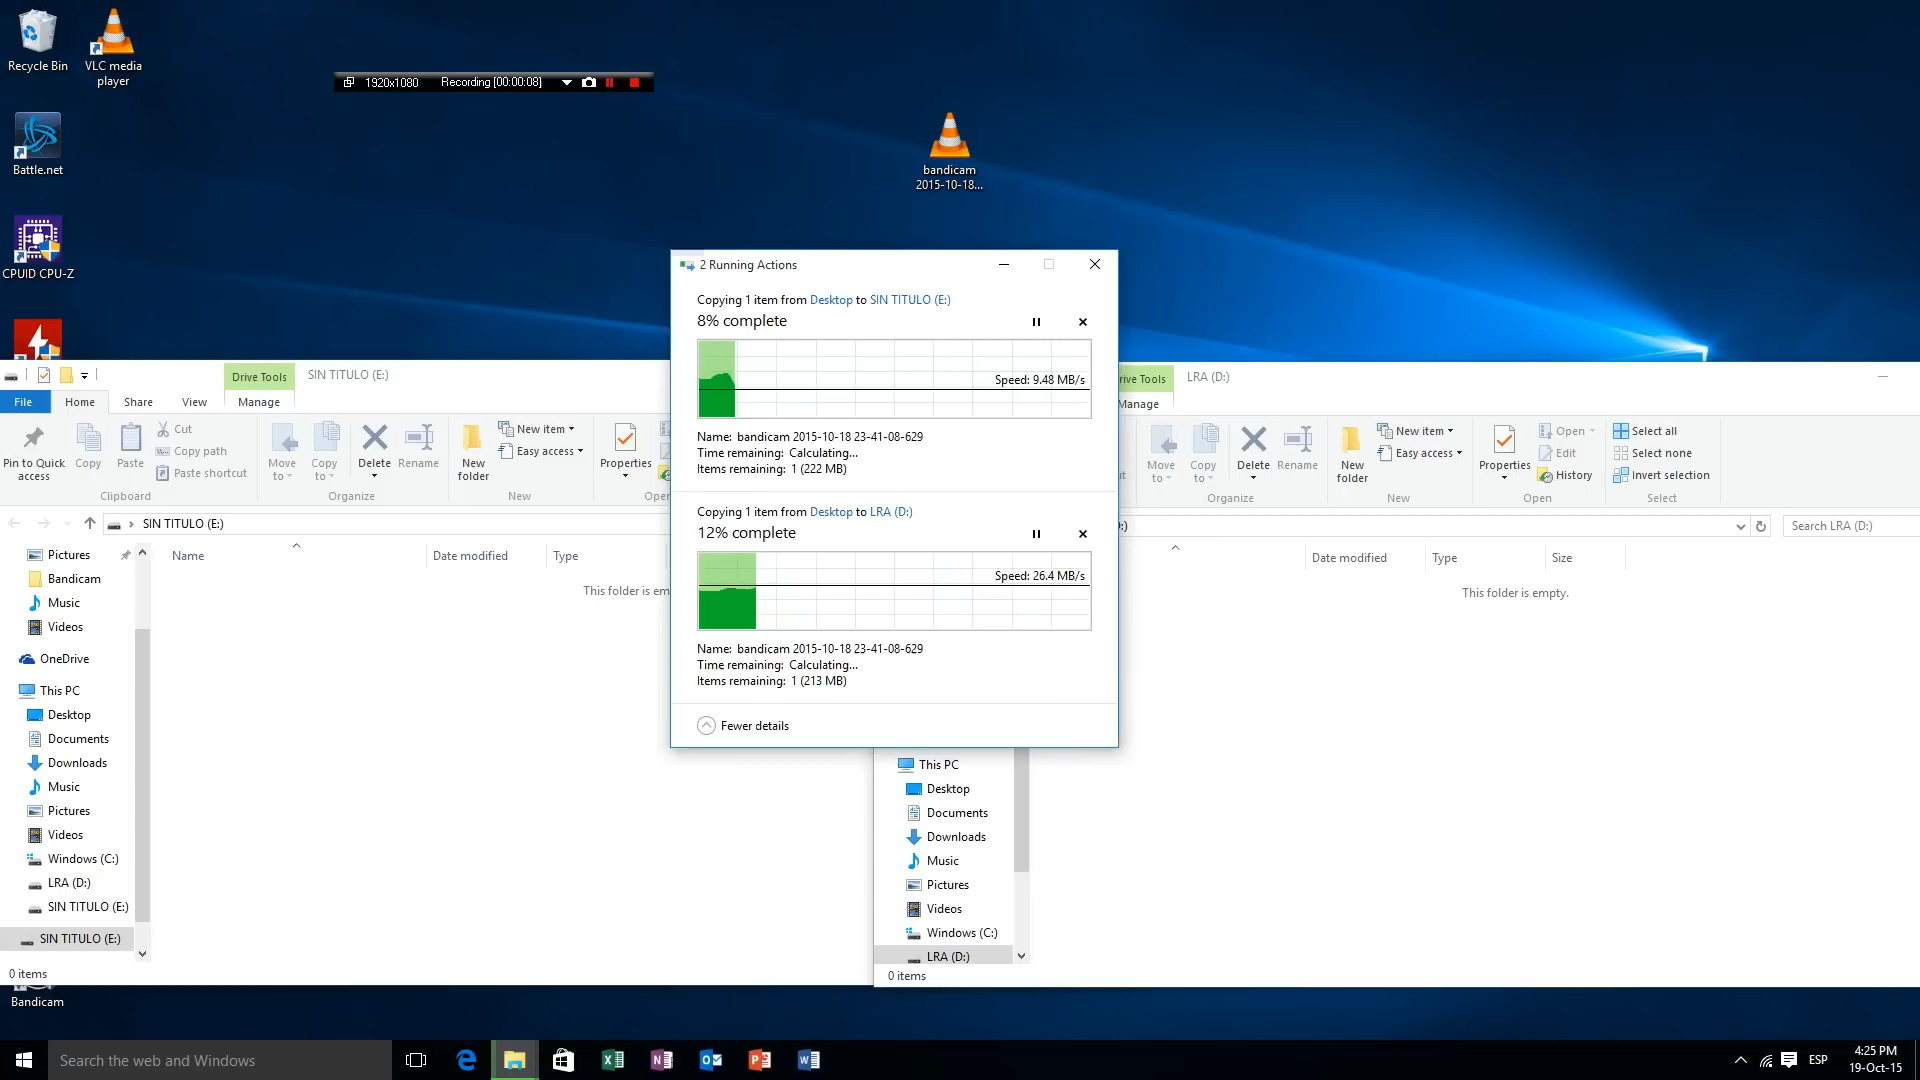 Recycle Bin
VLC media
player
Battle.net
CPUID CPU-Z
Bandicam
1920x1080 Recording [00:00:08]
bandicam
2015-10-18...
2 Running Actions
Copying 1 item from Desktop to SIN TITULO (E:)
8% complete
Speed: 9.48 MB/s
Name: bandicam 2015-10-18 23-41-08-629
Time remaining: Calculating...
Items remaining: 1 (222 MB)
Copying 1 item from Desktop to LRA (D:)
12% complete
Speed: 26.4 MB/s
Name: bandicam 2015-10-18 23-41-08-629
Time remaining: Calculating...
Items remaining: 1 (213 MB)
Fewer details
Drive Tools SIN TITULO (E:)
File Home Share View Manage
Pin to Quick
access
Copy
Paste
Cut
Copy path
Paste shortcut
Clipboard
Move
to
Copy
to
Delete
Rename
Organize
New
folder
New item
Easy access
New
Properties
SIN TITULO (E:)
Name Date modified Type
Pictures
Bandicam
Music
Videos
OneDrive
This PC
Desktop
Documents
Downloads
Music
Pictures
Videos
Windows (C:)
LRA (D:)
SIN TITULO (E:)
SIN TITULO (E:)
0 items
LRA (D:)
Manage
Move
to
Copy
to
Delete
Rename
Organize
New
folder
New item
Easy access
New
Properties
Open
Edit
History
Open
Select all
Select none
Invert selection
Select
Search LRA (D:)
Date modified Type Size
This folder is empty.
This PC
Desktop
Documents
Downloads
Music
Pictures
Videos
Windows (C:)
LRA (D:)
0 items
Search the web and Windows
ESP
4:25 PM
19-Oct-15